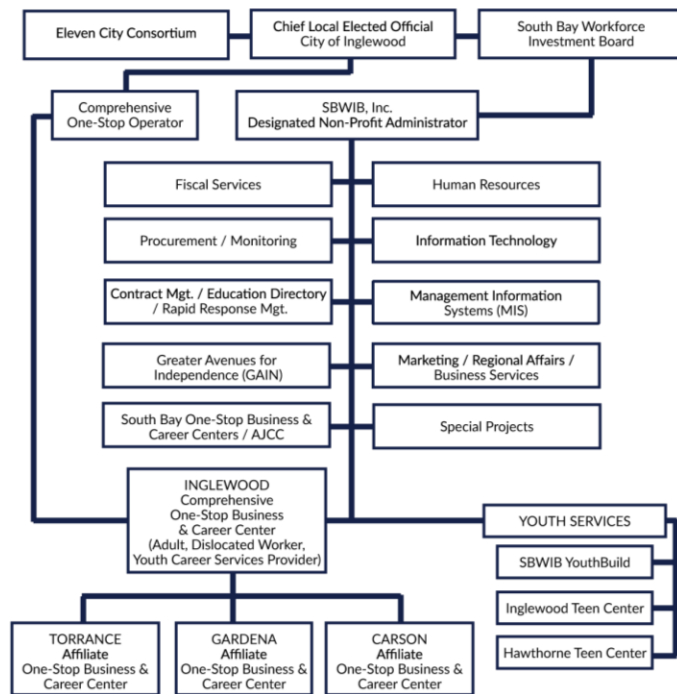 Eleven City Consortium
Chief Local Elected Official
City of Inglewood
South Bay Workforce
Investment Board
Comprehensive
One-Stop Operator
SBWIB, Inc.
Designated Non-Profit Administrator
Fiscal Services
Human Resources
Procurement / Monitoring
Information Technology
Contract Mgt. / Education Directory
/ Rapid Response Mgt.
Management Information
Systems (MIS)
Greater Avenues for
Independence (GAIN)
Marketing / Regional Affairs /
Business Services
South Bay One-Stop Business &
Career Centers / AJCC
Special Projects
INGLEWOOD
Comprehensive
One-Stop Business
& Career Center
(Adult, Dislocated Worker,
Youth Career Services Provider)
YOUTH SERVICES
SBWIB YouthBuild
Inglewood Teen Center
Hawthorne Teen Center
TORRANCE
Affiliate
One-Stop Business &
Career Center
GARDENA
Affiliate
One-Stop Business &
Career Center
CARSON
Affiliate
One-Stop Business &
Career Center